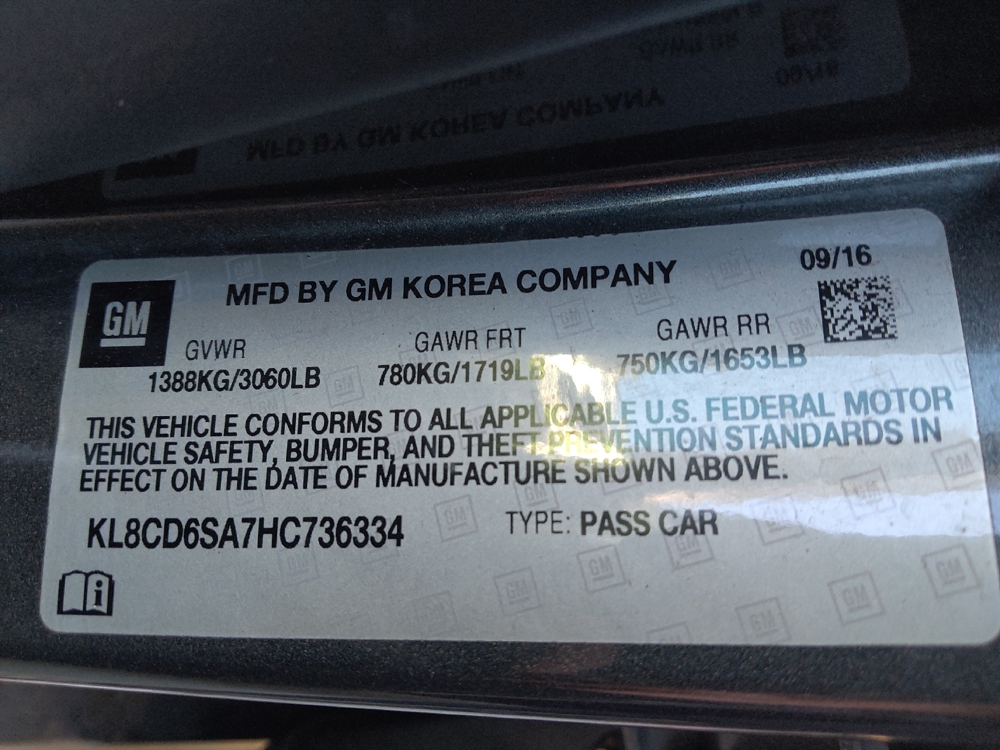 MFD BY GM KOREA COMPANY
09/16
GM
GVWR
GAWR FRT
GAWR RR
1388KG/3060LB
780KG/1719LB
750KG/1653LB
THIS VEHICLE CONFORMS TO ALL APPLICABLE U.S. FEDERAL MOTOR
VEHICLE SAFETY, BUMPER, AND THEFT PREVENTION STANDARDS IN
EFFECT ON THE DATE OF MANUFACTURE SHOWN ABOVE.
KL8CD6SA7HC736334
TYPE: PASS CAR